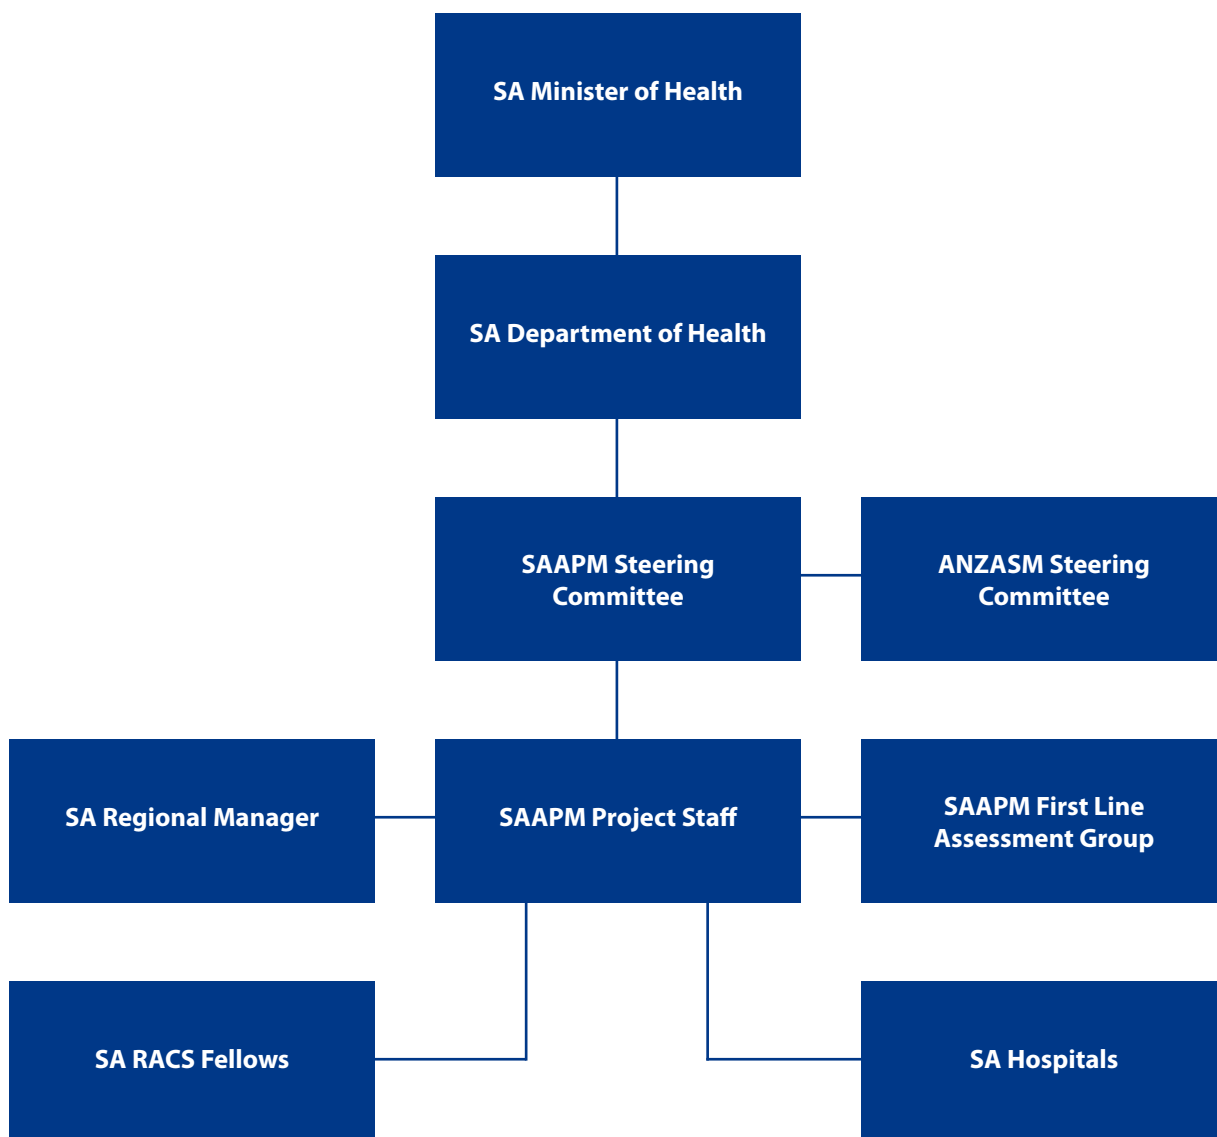 SA Minister of Health
SA Department of Health
SAAPM Steering
Committee
ANZASM Steering
Committee
SA Regional Manager
SAAPM Project Staff
SAAPM First Line
Assessment Group
SA RACS Fellows
SA Hospitals